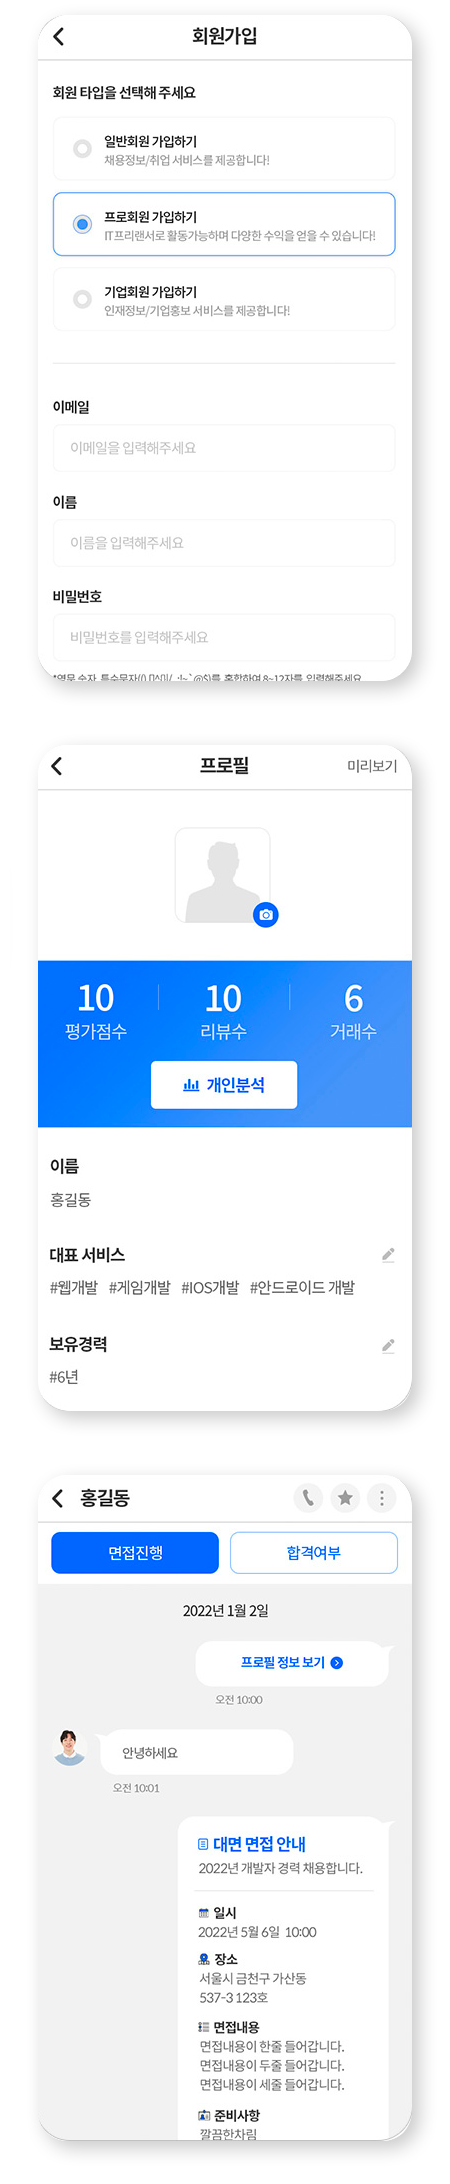 회원가입
회원 타입을 선택해 주세요
일반회원 가입하기
채용정보/취업 서비스를 제공합니다!
프로회원 가입하기
IT프리랜서로 활동가능하며 다양한 수익을 얻을 수 있습니다!
기업회원 가입하기
인재정보/기업홍보 서비스를 제공합니다!
이메일
이메일을 입력해주세요
이름
이름을 입력해주세요
비밀번호
비밀번호를 입력해주세요
혼합하여 8~12자를 입력해주세요
프로필
미리보기
10 10 6
평가점수 리뷰수 거래수
개인분석
이름
홍길동
대표 서비스
#웹개발 #게임개발 #IOS개발 #안드로이드 개발
보유경력
#6년
홍길동
면접진행 합격여부
2022년 1월 2일
프로필 정보 보기
오전 10:00
안녕하세요
오전 10:01
대면 면접 안내
2022년 개발자 경력 채용합니다.
일시
2022년 5월 6일 10:00
장소
서울시 금천구 가산동
537-3 123호
면접내용
면접내용이 한줄 들어갑니다.
면접내용이 두줄 들어갑니다.
면접내용이 세줄 들어갑니다.
준비사항
깔끔한차림